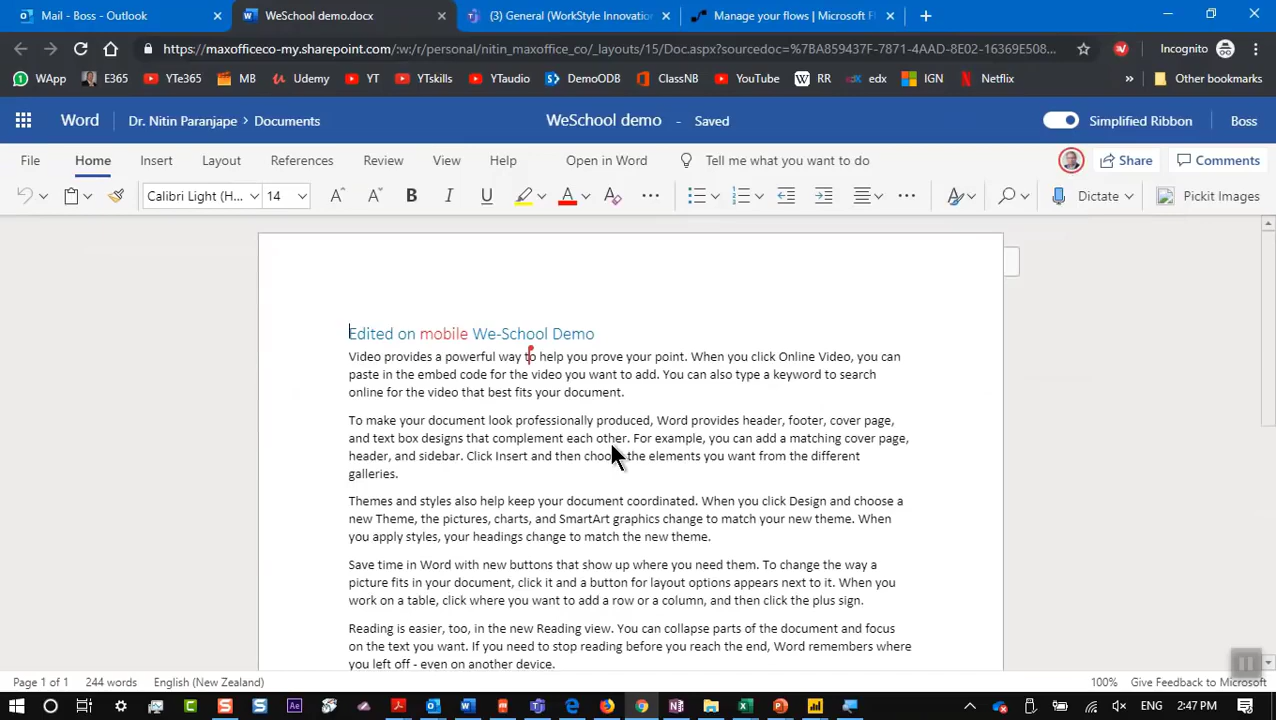 Mail - Boss - Outlook
WeSchool demo.docx
(3) General (WorkStyle Innovation
Manage your flows | Microsoft F
https://maxofficeco-my.sharepoint.com/:w:/r/personal/nitin_maxoffice_co/_layouts/15/Doc.aspx?sourcedoc=%7BA859437F-7871-4AAD-8E02-16369E508...
Incognito
WApp E365 YTe365 MB Udemy YT YTskills YTaudio DemoODB ClassNB YouTube RR edx IGN Netflix » Other bookmarks
Word Dr. Nitin Paranjape > Documents WeSchool demo - Saved Simplified Ribbon Boss
File Home Insert Layout References Review View Help Open in Word Tell me what you want to do Share Comments
Calibri Light (H... 14 B I U A Dictate Pickit Images
Edited on mobile We-School Demo
Video provides a powerful way to help you prove your point. When you click Online Video, you can
paste in the embed code for the video you want to add. You can also type a keyword to search
online for the video that best fits your document.
To make your document look professionally produced, Word provides header, footer, cover page,
and text box designs that complement each other. For example, you can add a matching cover page,
header, and sidebar. Click Insert and then choose the elements you want from the different
galleries.
Themes and styles also help keep your document coordinated. When you click Design and choose a
new Theme, the pictures, charts, and SmartArt graphics change to match your new theme. When
you apply styles, your headings change to match the new theme.
Save time in Word with new buttons that show up where you need them. To change the way a
picture fits in your document, click it and a button for layout options appears next to it. When you
work on a table, click where you want to add a row or a column, and then click the plus sign.
Reading is easier, too, in the new Reading view. You can collapse parts of the document and focus
on the text you want. If you need to stop reading before you reach the end, Word remembers where
you left off - even on another device.
Page 1 of 1 244 words English (New Zealand) 100% Give Feedback to Microsoft
ENG 2:47 PM